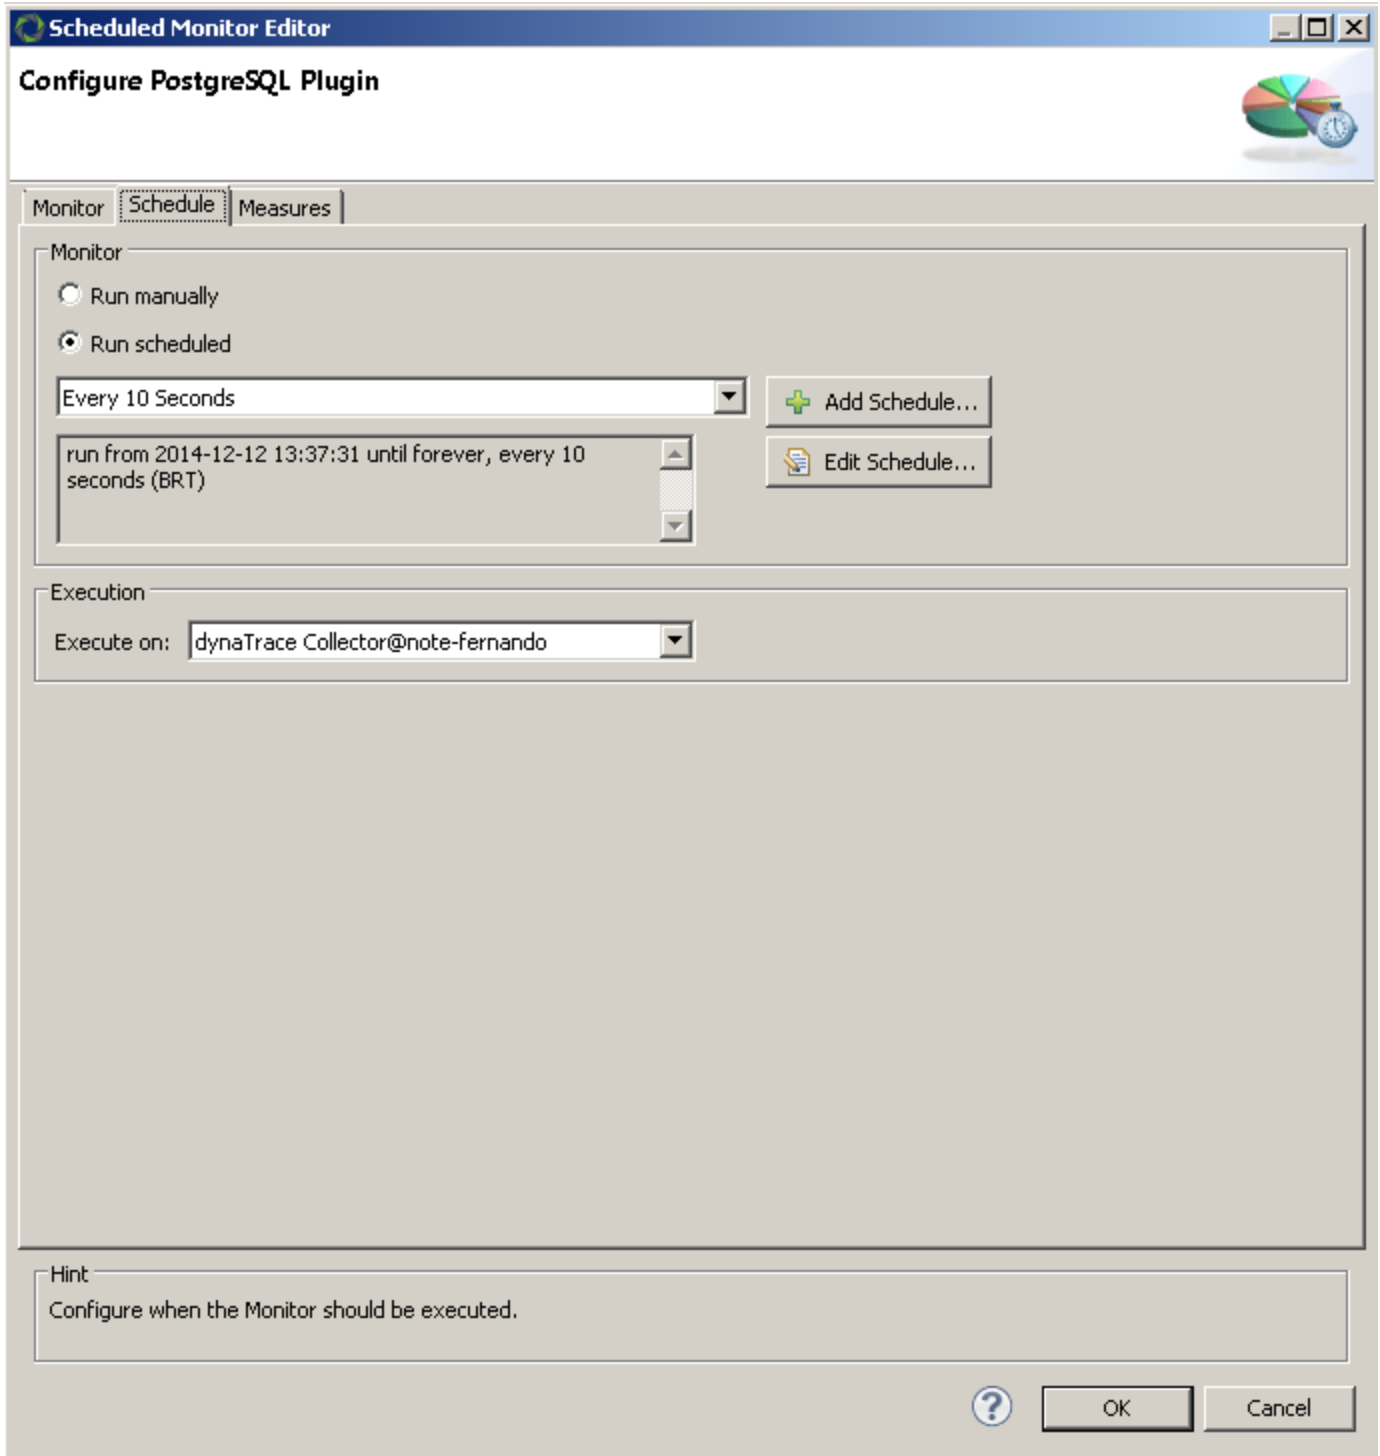 Scheduled Monitor Editor
Configure PostgreSQL Plugin
Monitor
Schedule
Measures
Monitor
Run manually
Run scheduled
Every 10 Seconds
Add Schedule...
run from 2014-12-12 13:37:31 until forever, every 10
seconds (BRT)
Edit Schedule...
Execution
Execute on:
dynaTrace Collector@note-fernando
Hint
Configure when the Monitor should be executed.
?
OK
Cancel